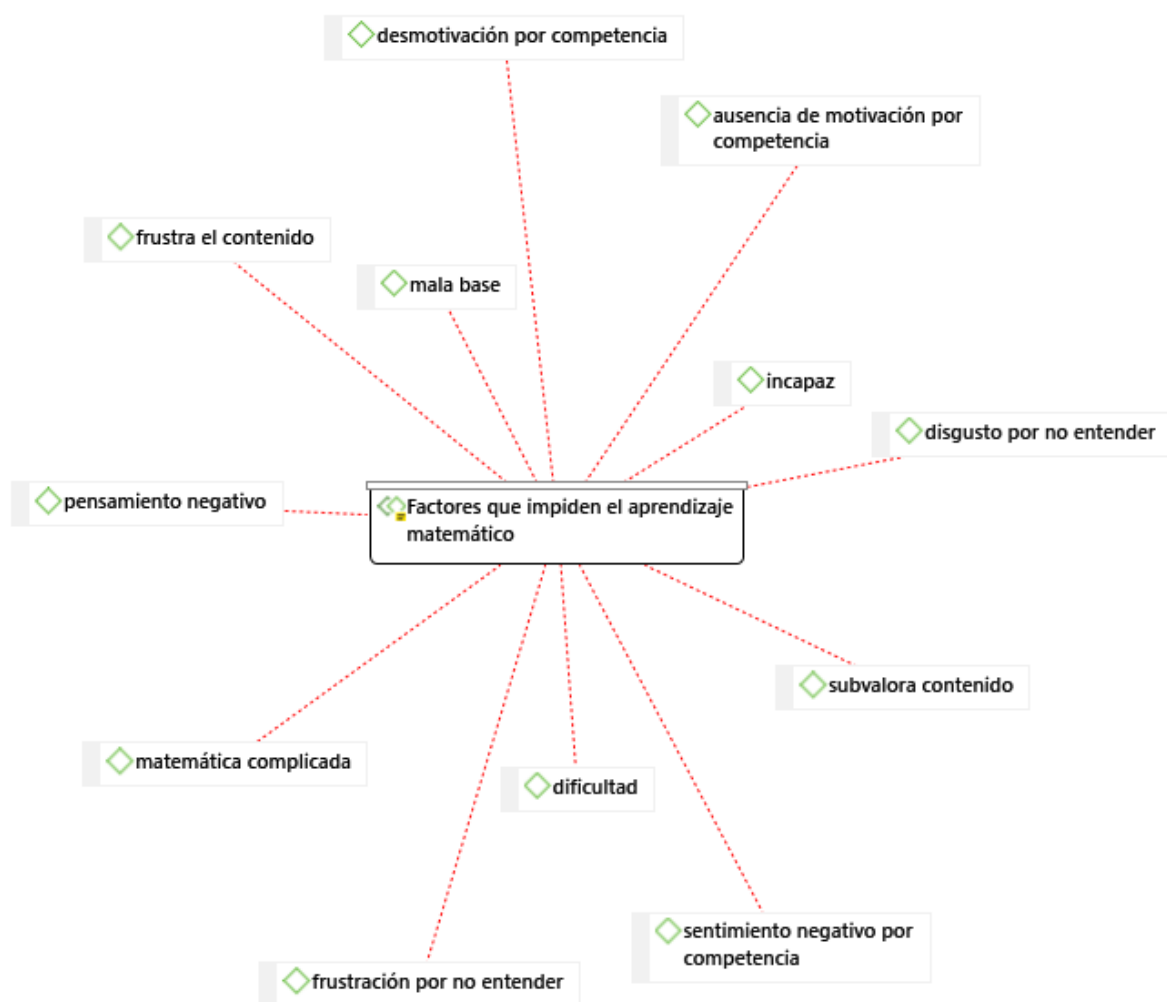 desmotivación por competencia
ausencia de motivación por
competencia
frustra el contenido
mala base
incapaz
disgusto por no entender
pensamiento negativo
Factores que impiden el aprendizaje
matemático
subvalora contenido
matemática complicada
dificultad
sentimiento negativo por
competencia
frustración por no entender